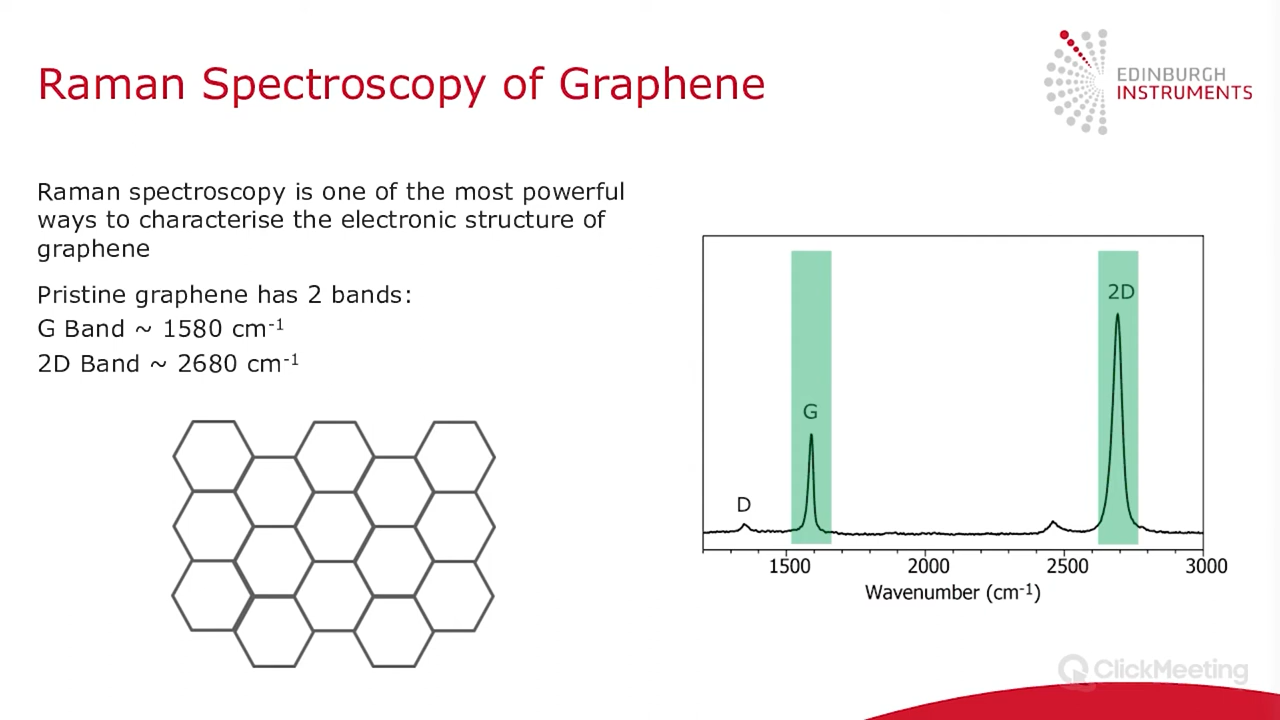 Raman Spectroscopy of Graphene
EDINBURGH
INSTRUMENTS
Raman spectroscopy is one of the most powerful
ways to characterise the electronic structure of
graphene
Pristine graphene has 2 bands:
G Band ~ 1580 cm⁻¹
2D Band ~ 2680 cm⁻¹
2D
G
D
1500 2000 2500 3000
Wavenumber (cm⁻¹)
ClickMeeting